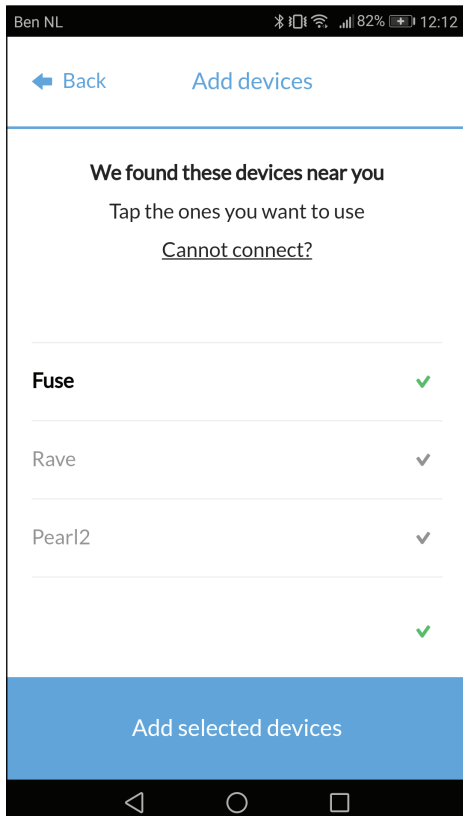 Ben NL 82% 12:12
Back Add devices
We found these devices near you
Tap the ones you want to use
Cannot connect?
Fuse
Rave
Pearl2
Add selected devices